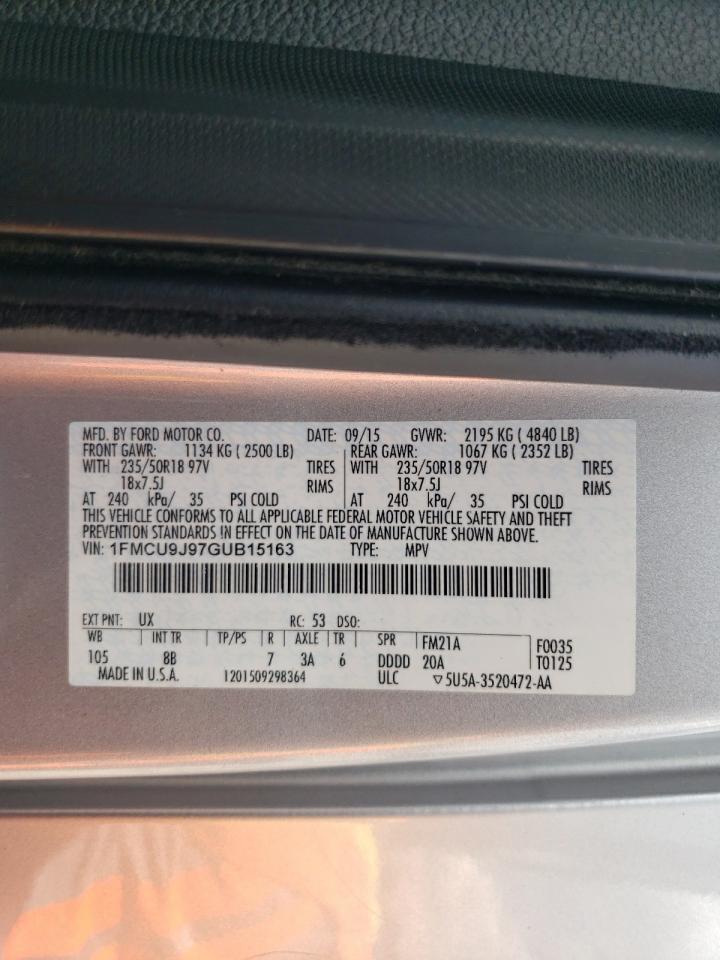 MFD. BY FORD MOTOR CO. DATE: 09/15 GVWR: 2195 KG ( 4840 LB)
FRONT GAWR: 1134 KG ( 2500 LB) REAR GAWR: 1067 KG ( 2352 LB)
WITH 235/50R18 97V TIRES WITH 235/50R18 97V TIRES
18x7.5J RIMS 18x7.5J RIMS
AT 240 kPa/ 35 PSI COLD AT 240 kPa/ 35 PSI COLD
THIS VEHICLE CONFORMS TO ALL APPLICABLE FEDERAL MOTOR VEHICLE SAFETY AND THEFT
PREVENTION STANDARDS IN EFFECT ON THE DATE OF MANUFACTURE SHOWN ABOVE.
VIN: 1FMCU9J97GUB15163 TYPE: MPV
EXT PNT: UX RC: 53 DSO:
WB INT TR TP/PS R AXLE TR SPR FM21A F0035
105 8B 7 3A 6 DDDD 20A T0125
MADE IN U.S.A. 1201509298364 ULC ▽5U5A-3520472-AA